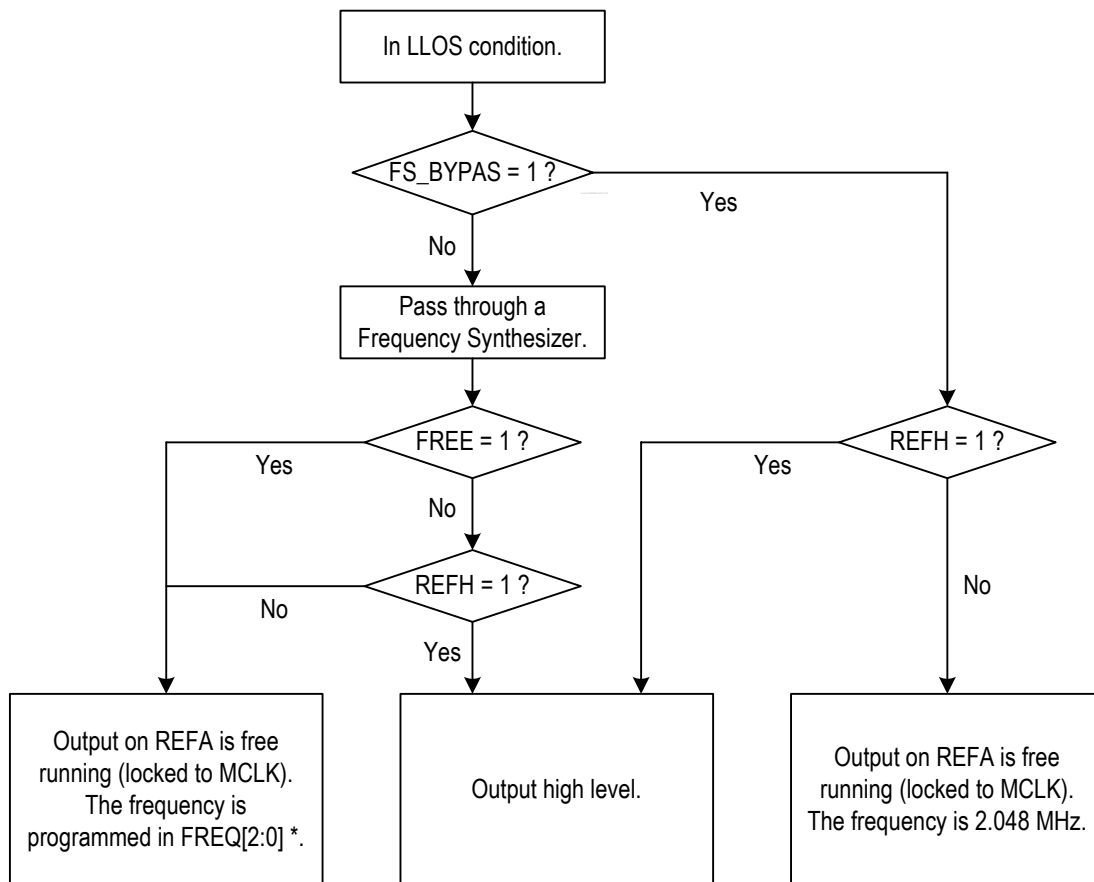 In LLOS condition.
FS_BYPAS = 1 ?
Yes
No
Pass through a
Frequency Synthesizer.
FREE = 1 ?
REFH = 1 ?
Yes
Yes
No
REFH = 1 ?
No
No
Yes
Output on REFA is free
running (locked to MCLK).
The frequency is
programmed in FREQ[2:0] *.
Output high level.
Output on REFA is free
running (locked to MCLK).
The frequency is 2.048 MHz.